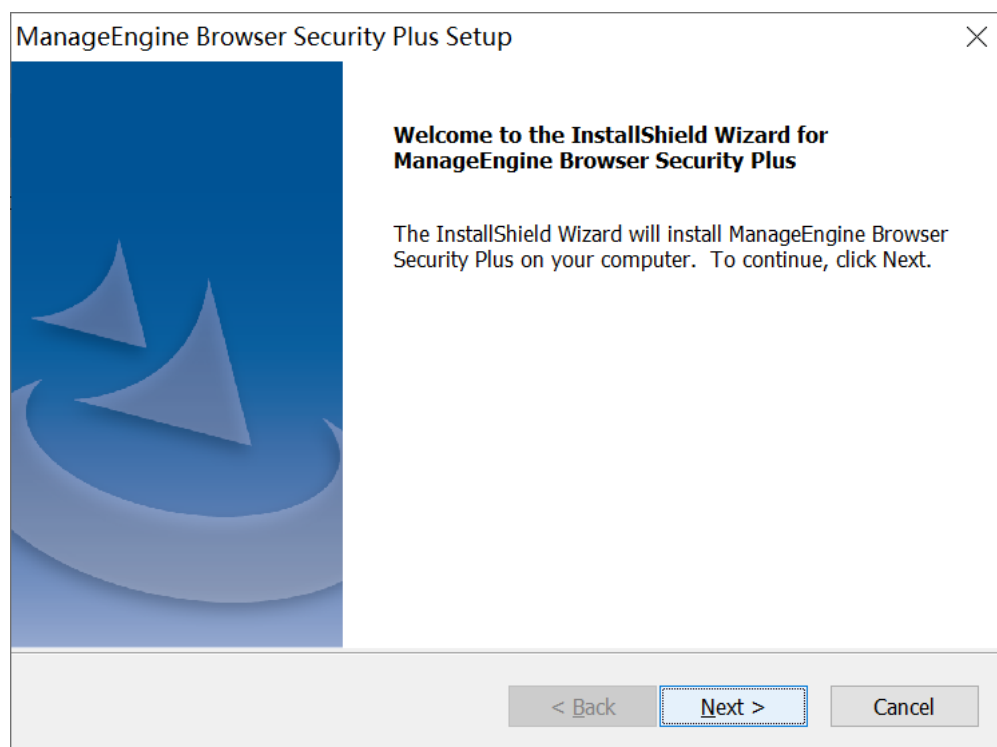 ManageEngine Browser Security Plus Setup
Welcome to the InstallShield Wizard for
ManageEngine Browser Security Plus
The InstallShield Wizard will install ManageEngine Browser
Security Plus on your computer.  To continue, click Next.
< Back
Next >
Cancel